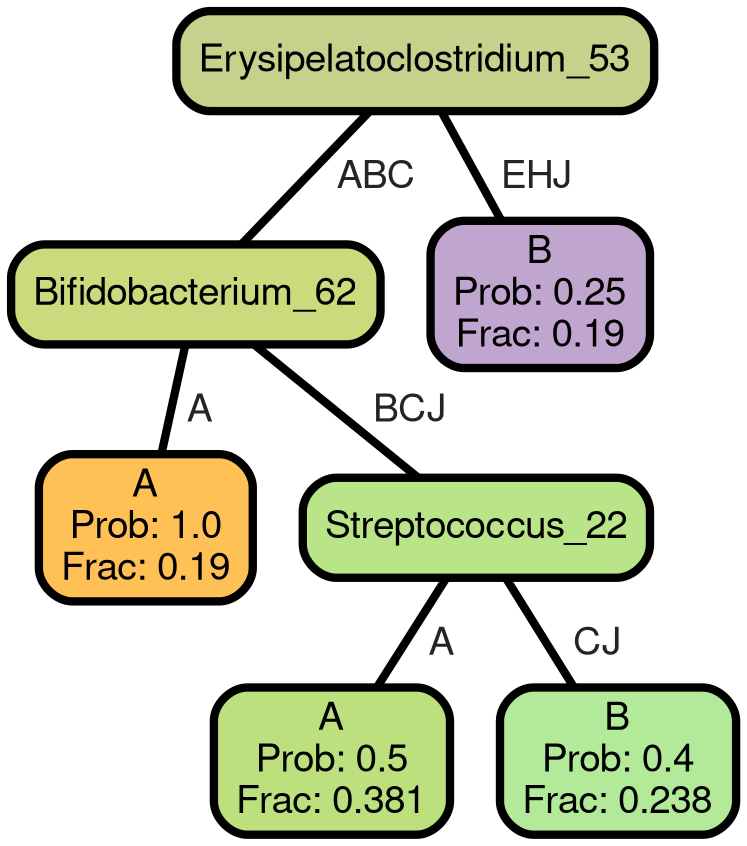 Erysipelatoclostridium_53
ABC
EHJ
B
Prob: 0.25
Frac: 0.19
Bifidobacterium_62
A
BCJ
A
Prob: 1.0
Frac: 0.19
Streptococcus_22
A
CJ
A
Prob: 0.5
Frac: 0.381
B
Prob: 0.4
Frac: 0.238